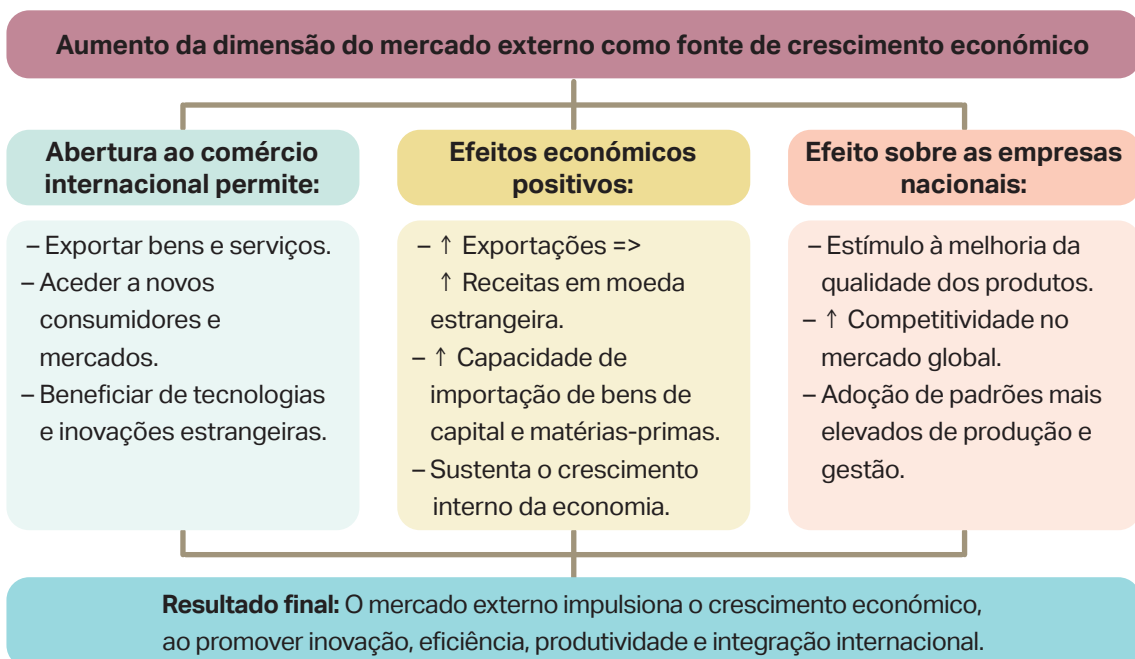 Aumento da dimensão do mercado externo como fonte de crescimento económico
Abertura ao comércio
internacional permite:
– Exportar bens e serviços.
– Aceder a novos
consumidores e
mercados.
– Beneficiar de tecnologias
e inovações estrangeiras.
Efeitos económicos
positivos:
– ↑ Exportações =>
↑ Receitas em moeda
estrangeira.
– ↑ Capacidade de
importação de bens de
capital e matérias-primas.
– Sustenta o crescimento
interno da economia.
Efeito sobre as empresas
nacionais:
– Estímulo à melhoria da
qualidade dos produtos.
– ↑ Competitividade no
mercado global.
– Adoção de padrões mais
elevados de produção e
gestão.
Resultado final: O mercado externo impulsiona o crescimento económico,
ao promover inovação, eficiência, produtividade e integração internacional.